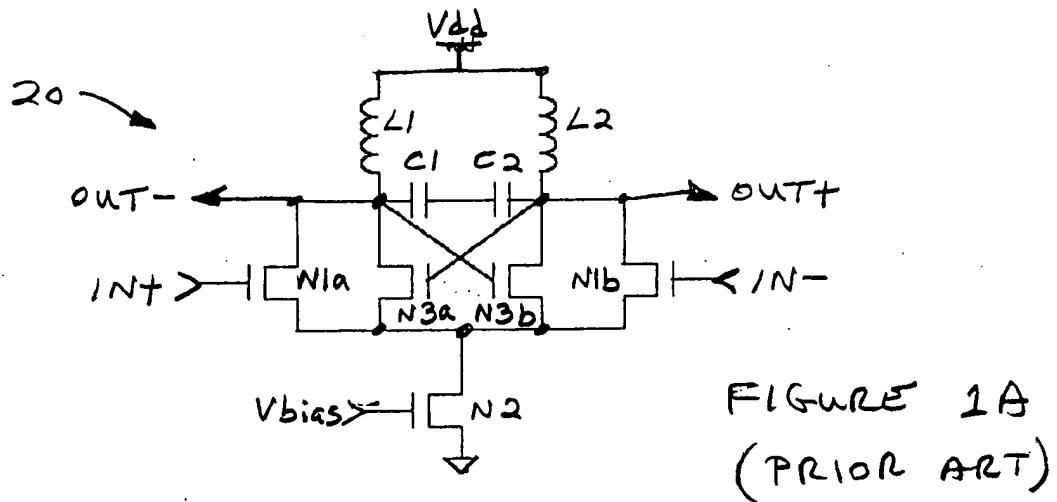 Vdd
20
L1
L2
C1
C2
OUT-
OUT+
IN+
N1a
N3a
N3b
N1b
IN-
Vbias
N2
FIGURE 1A
(PRIOR ART)